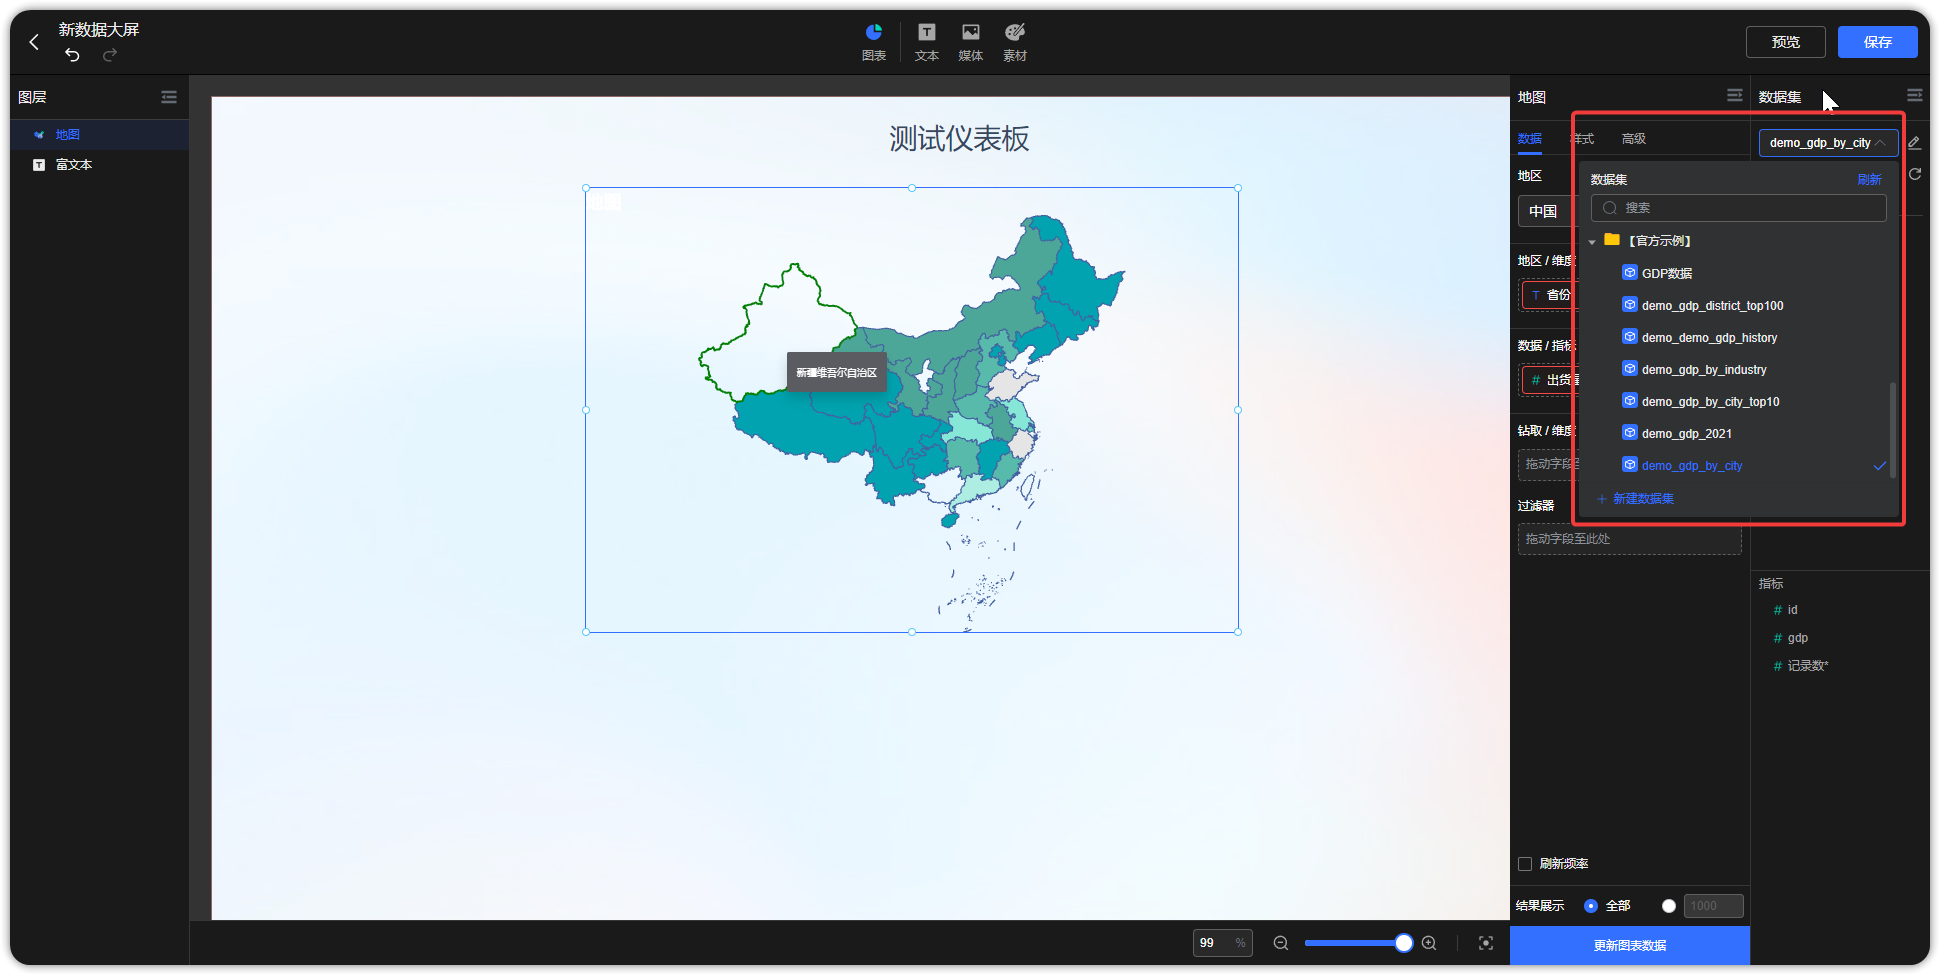 新数据大屏
图表
文本
媒体
素材
预览
保存
图层
地图
富文本
测试仪表板
新疆维吾尔自治区
地图
数据
样式
高级
地区
中国
地区 / 维度
T 省份
数据 / 指标
# 出货量
钻取 / 维度
拖动字段至
过滤器
拖动字段至此处
刷新频率
结果展示
全部
1000
更新图表数据
数据集
demo_gdp_by_city
数据集
刷新
搜索
【官方示例】
GDP数据
demo_gdp_district_top100
demo_demo_gdp_history
demo_gdp_by_industry
demo_gdp_by_city_top10
demo_gdp_2021
demo_gdp_by_city
+ 新建数据集
指标
# id
# gdp
# 记录数*
99 %